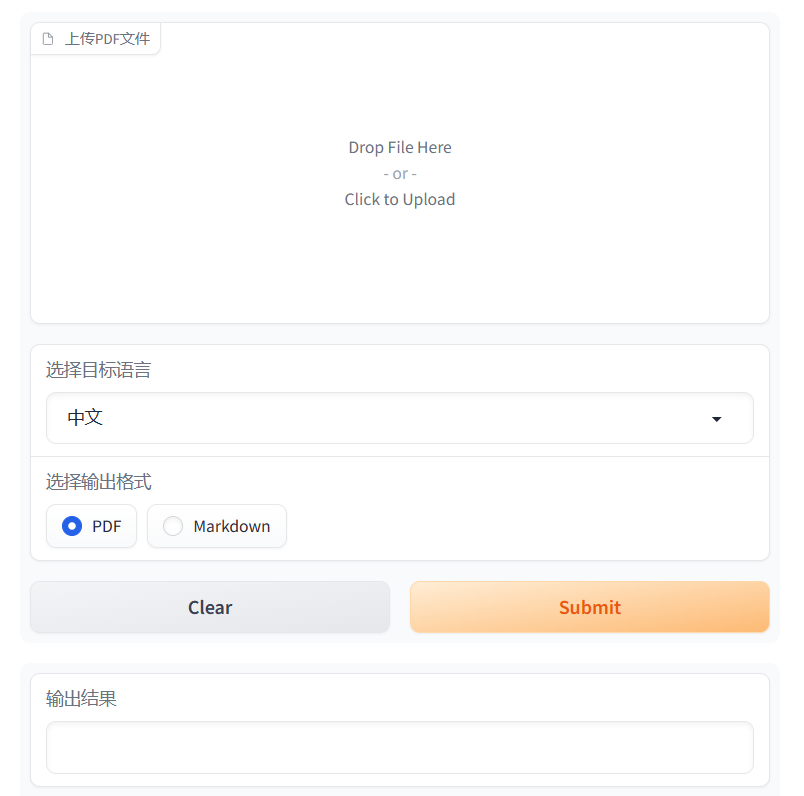 上传PDF文件
Drop File Here
- or -
Click to Upload
选择目标语言
中文
选择输出格式
PDF
Markdown
Clear
Submit
输出结果